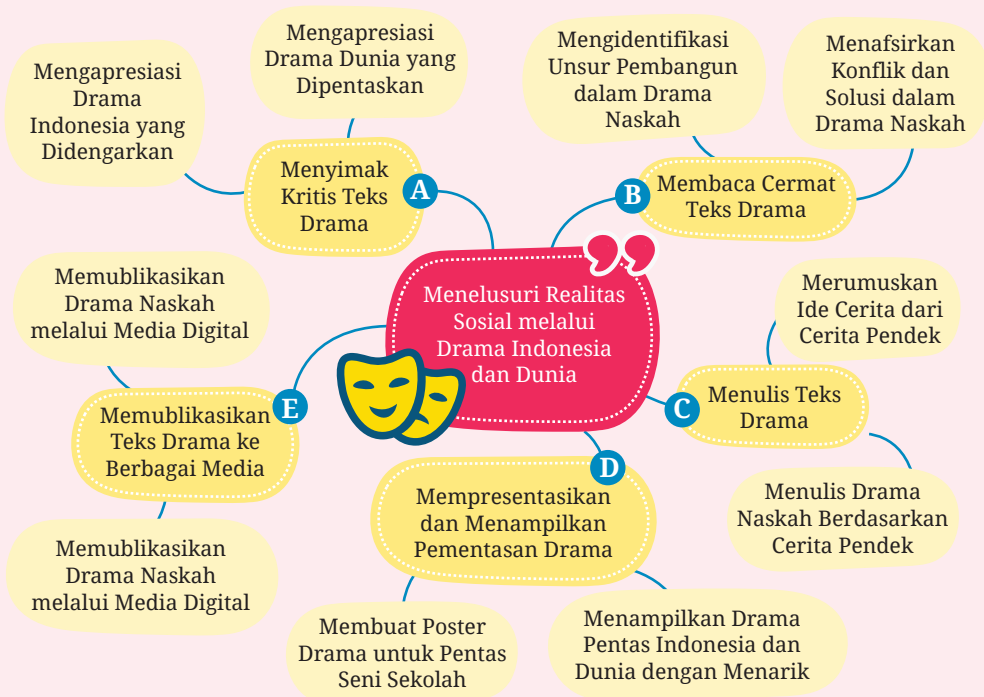 Mengapresiasi
Drama
Indonesia yang
Didengarkan
Mengapresiasi
Drama Dunia yang
Dipentaskan
Menyimak
Kritis Teks
Drama
A
Mengidentifikasi
Unsur Pembangun
dalam Drama
Naskah
Menafsirkan
Konflik dan
Solusi dalam
Drama Naskah
B
Membaca Cermat
Teks Drama
Menelusuri Realitas
Sosial melalui
Drama Indonesia
dan Dunia
Merumuskan
Ide Cerita dari
Cerita Pendek
C
Menulis Teks
Drama
Menulis Drama
Naskah Berdasarkan
Cerita Pendek
D
Mempresentasikan
dan Menampilkan
Pementasan Drama
Membuat Poster
Drama untuk Pentas
Seni Sekolah
Menampilkan Drama
Pentas Indonesia dan
Dunia dengan Menarik
Memublikasikan
Drama Naskah
melalui Media Digital
E
Memublikasikan
Teks Drama ke
Berbagai Media
Memublikasikan
Drama Naskah
melalui Media Digital